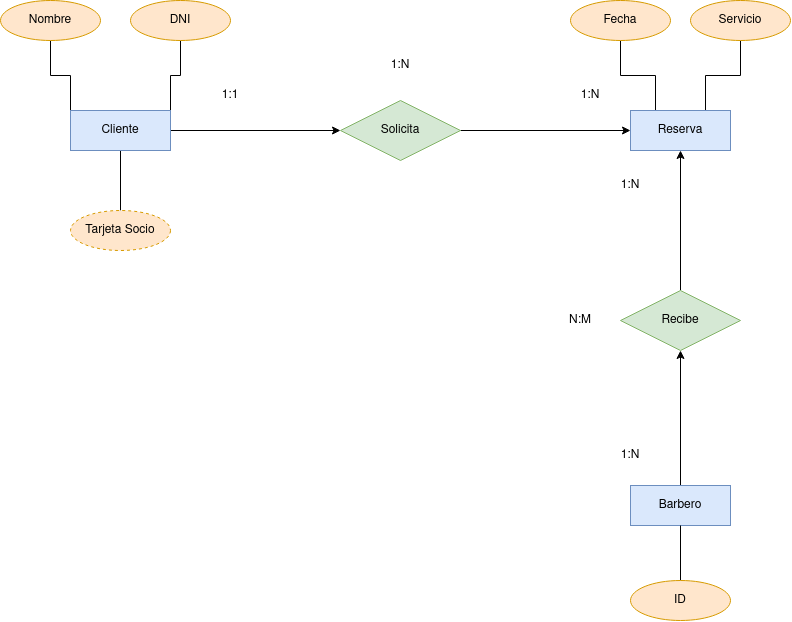 Nombre
DNI
Fecha
Servicio
1:N
1:1
1:N
Cliente
Solicita
Reserva
1:N
Tarjeta Socio
N:M
Recibe
1:N
Barbero
ID